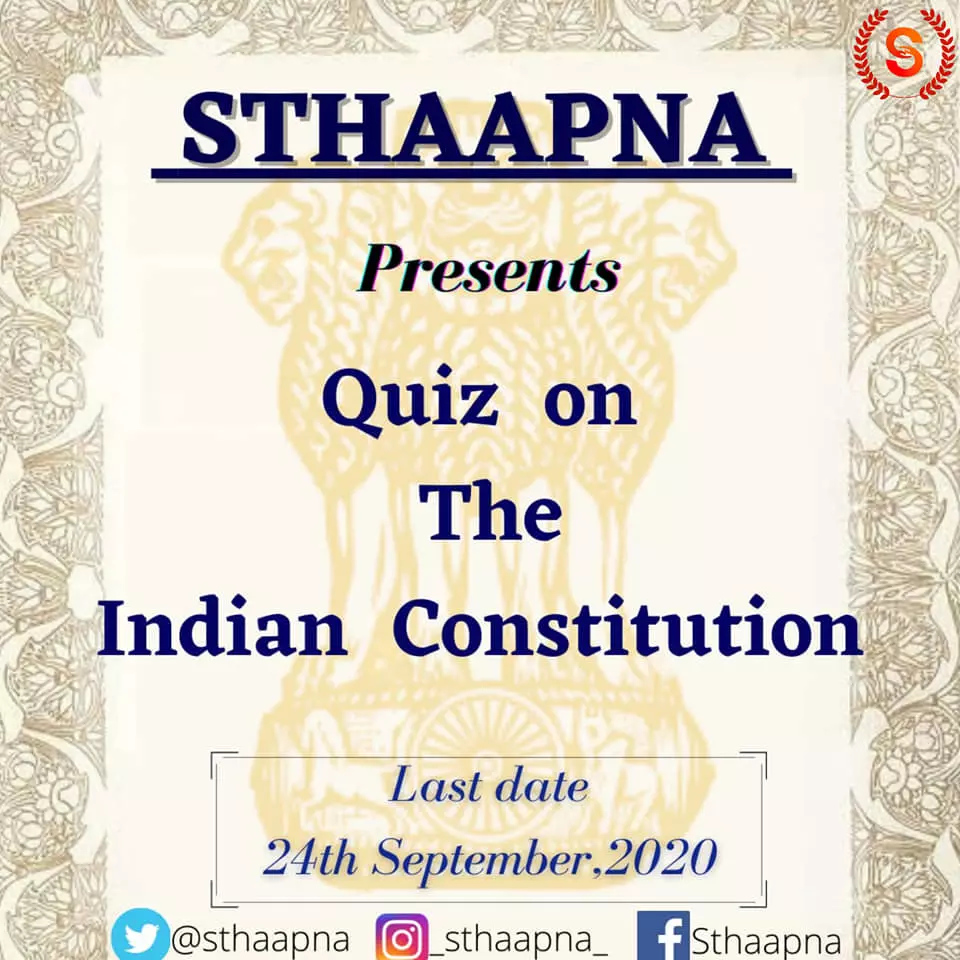 S
STHAAPNA
Presents
Quiz on
The
Indian Constitution
Last date
24th September,2020
@sthaapna _sthaapna_ Sthaapna